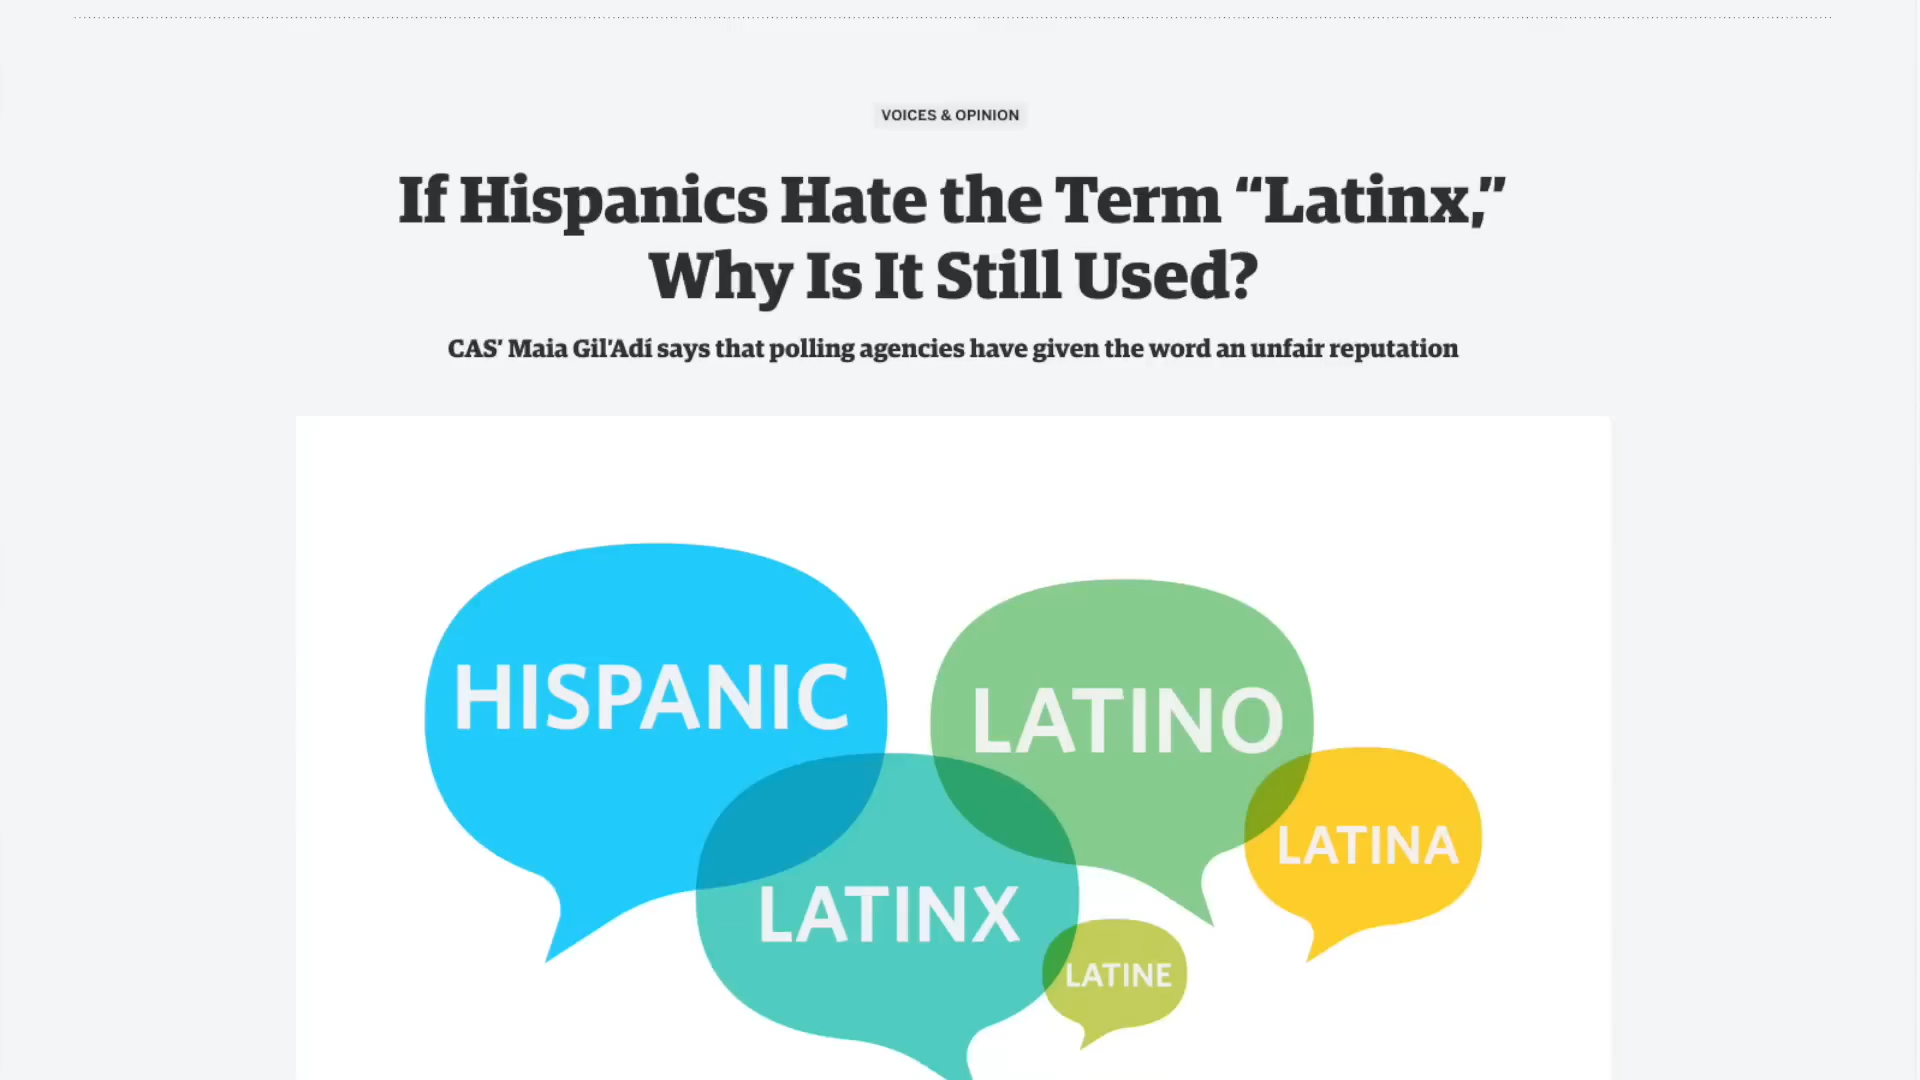 VOICES & OPINION
If Hispanics Hate the Term “Latinx,”
Why Is It Still Used?
CAS’ Maia Gil’Adí says that polling agencies have given the word an unfair reputation
HISPANIC
LATINO
LATINA
LATINX
LATINE